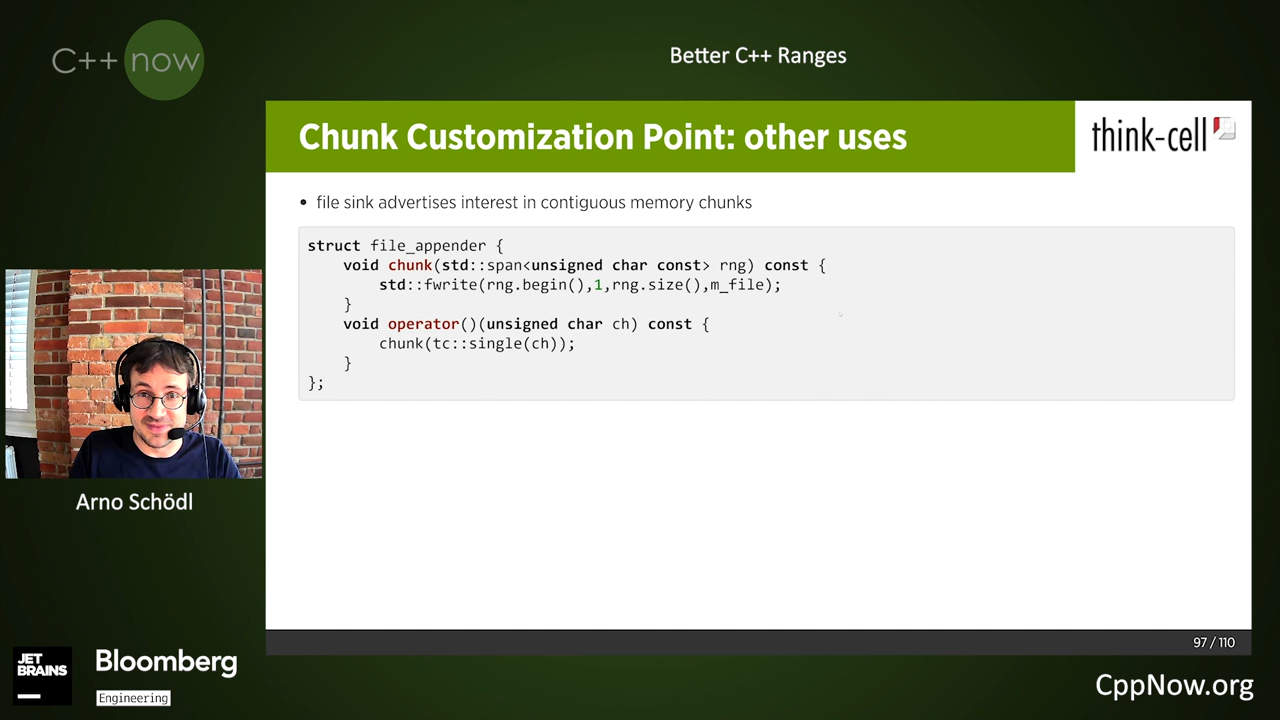 C++ now
Better C++ Ranges
Chunk Customization Point: other uses
think-cell
• file sink advertises interest in contiguous memory chunks
struct file_appender {
    void chunk(std::span<unsigned char const> rng) const {
        std::fwrite(rng.begin(),1,rng.size(),m_file);
    }
    void operator()(unsigned char ch) const {
        chunk(tc::single(ch));
    }
};
Arno Schödl
97 / 110
JET
BRAINS
Bloomberg
Engineering
CppNow.org